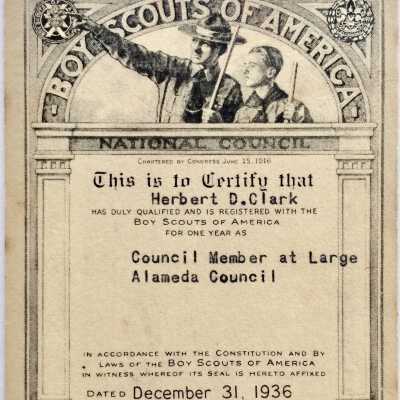 BOY SCOUTS OF AMERICA
NATIONAL COUNCIL
CHARTERED BY CONGRESS JUNE 15, 1916
This is to Certify that
Herbert D.Clark
HAS DULY QUALIFIED AND IS REGISTERED WITH THE
BOY SCOUTS OF AMERICA
FOR ONE YEAR AS
Council Member at Large
Alameda Council
IN ACCORDANCE WITH THE CONSTITUTION AND BY
LAWS OF THE BOY SCOUTS OF AMERICA
IN WITNESS WHEREOF ITS SEAL IS HERETO AFFIXED
DATED December 31, 1936